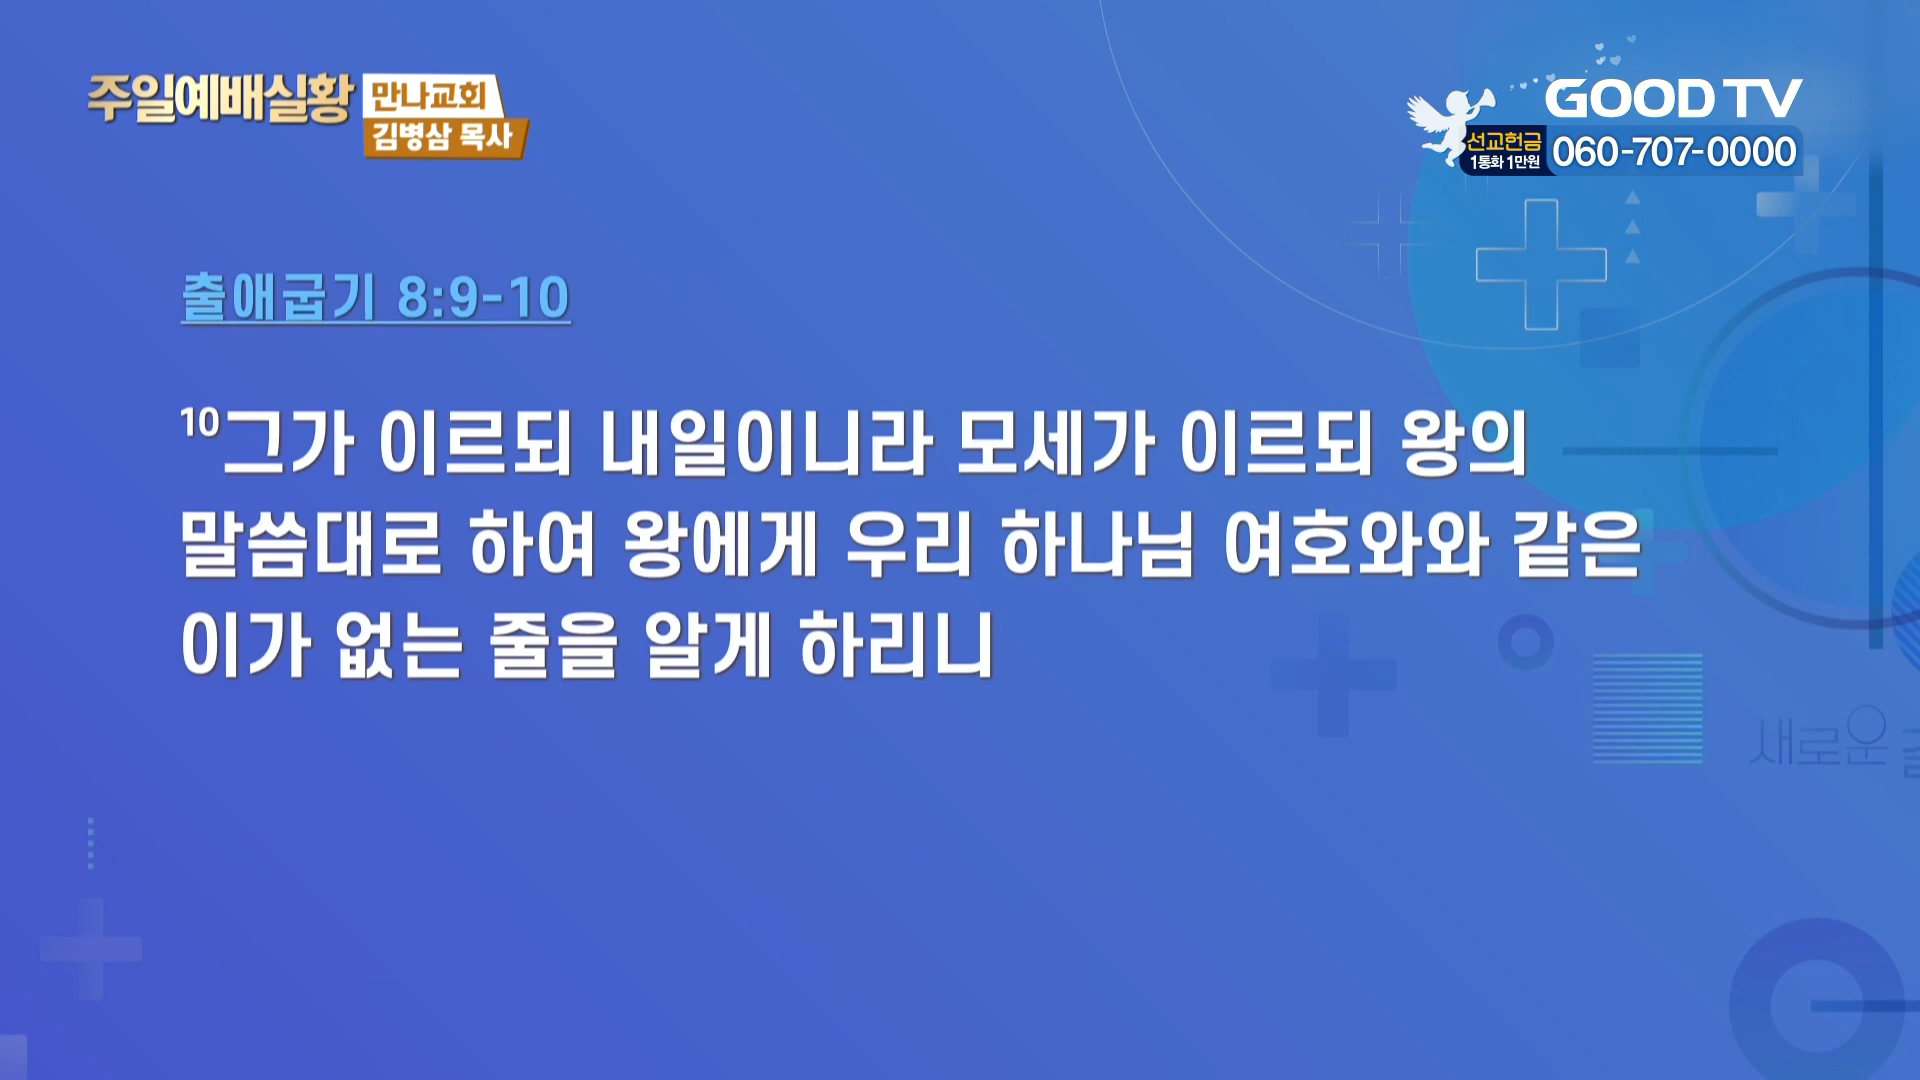 주일예배실황
만나교회
김병삼 목사
GOOD TV
선교헌금
1통화 1만원
060-707-0000
출애굽기 8:9-10
10그가 이르되 내일이니라 모세가 이르되 왕의
말씀대로 하여 왕에게 우리 하나님 여호와와 같은
이가 없는 줄을 알게 하리니
새로운